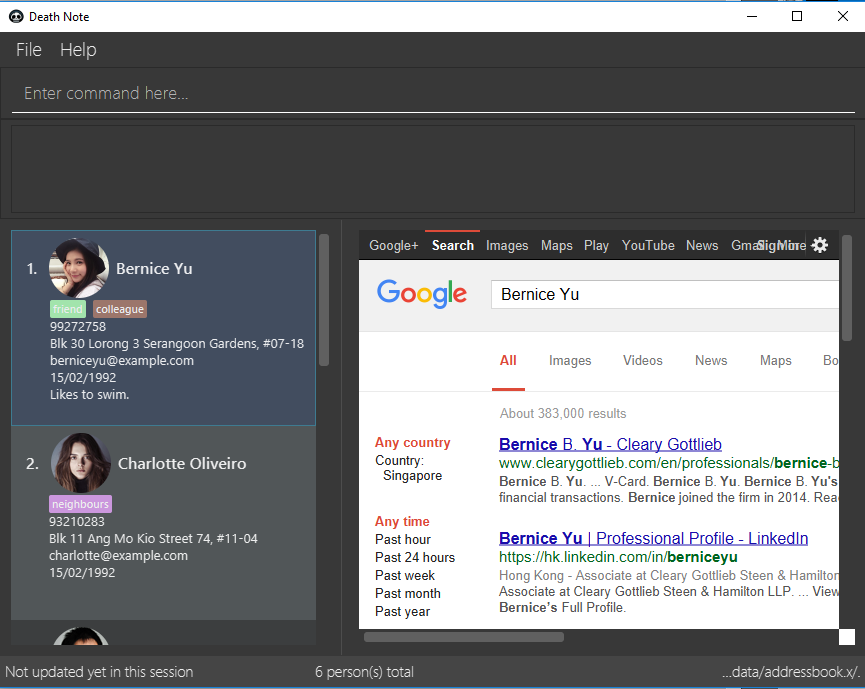 Death Note
File Help
Enter command here...
1. Bernice Yu
friend colleague
99272758
Blk 30 Lorong 3 Serangoon Gardens, #07-18
berniceyu@example.com
15/02/1992
Likes to swim.
2. Charlotte Oliveiro
neighbours
93210283
Blk 11 Ang Mo Kio Street 74, #11-04
charlotte@example.com
15/02/1992
Google+ Search Images Maps Play YouTube News Gmail Sign in More
Google
Bernice Yu
All Images Videos News Maps Bo
About 383,000 results
Any country
Country:
Singapore
Any time
Past hour
Past 24 hours
Past week
Past month
Past year
Bernice B. Yu - Cleary Gottlieb
www.clearygottlieb.com/en/professionals/bernice-b
Bernice B. Yu. ... V-Card. Bernice B. Yu. Bernice B. Yu's
financial transactions. Bernice joined the firm in 2014. Read
Bernice Yu | Professional Profile - LinkedIn
https://hk.linkedin.com/in/berniceyu
Hong Kong - Associate at Cleary Gottlieb Steen & Hamilton
Associate at Cleary Gottlieb Steen & Hamilton LLP. ... View
Bernice's Full Profile.
Not updated yet in this session
6 person(s) total
...data/addressbook.x/.